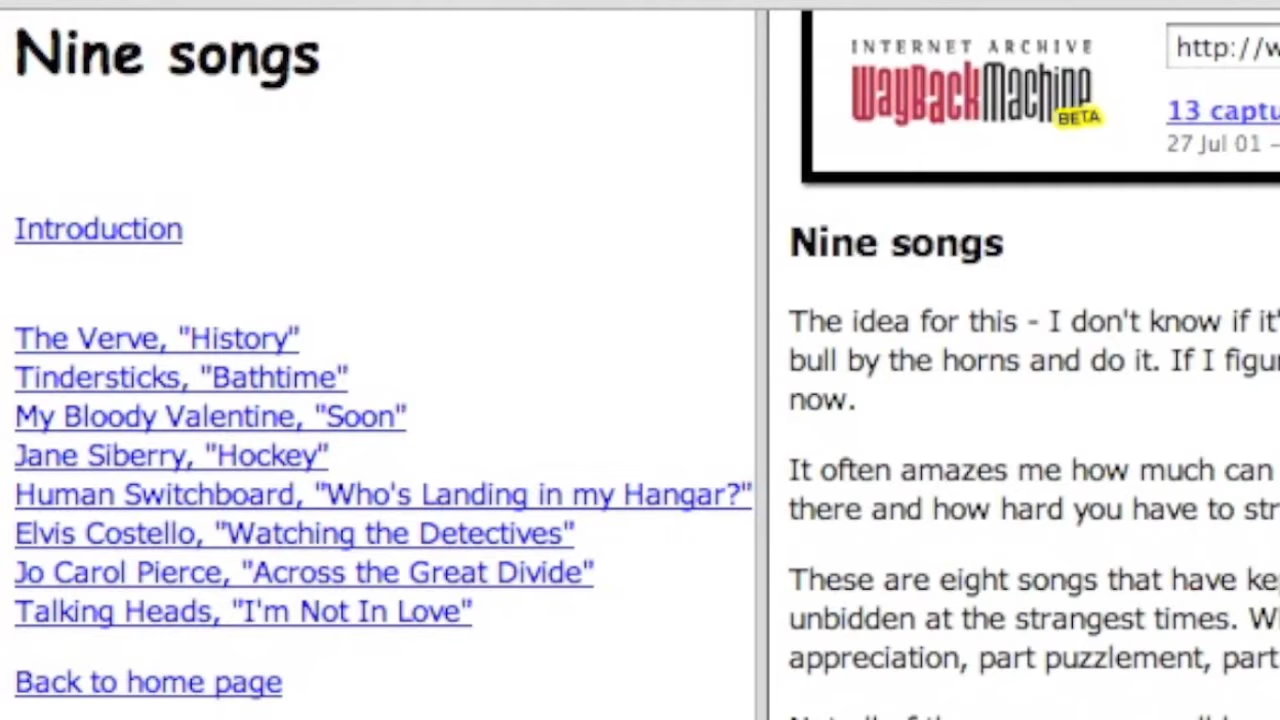 Nine songs
Introduction
The Verve, "History"
Tindersticks, "Bathtime"
My Bloody Valentine, "Soon"
Jane Siberry, "Hockey"
Human Switchboard, "Who's Landing in my Hangar?"
Elvis Costello, "Watching the Detectives"
Jo Carol Pierce, "Across the Great Divide"
Talking Heads, "I'm Not In Love"
Back to home page
INTERNET ARCHIVE
WayBackMachine
BETA
http://w
13 captu
27 Jul 01 –
Nine songs
The idea for this - I don't know if it'
bull by the horns and do it. If I figur
now.
It often amazes me how much can
there and how hard you have to str
These are eight songs that have ke
unbidden at the strangest times. Wi
appreciation, part puzzlement, part